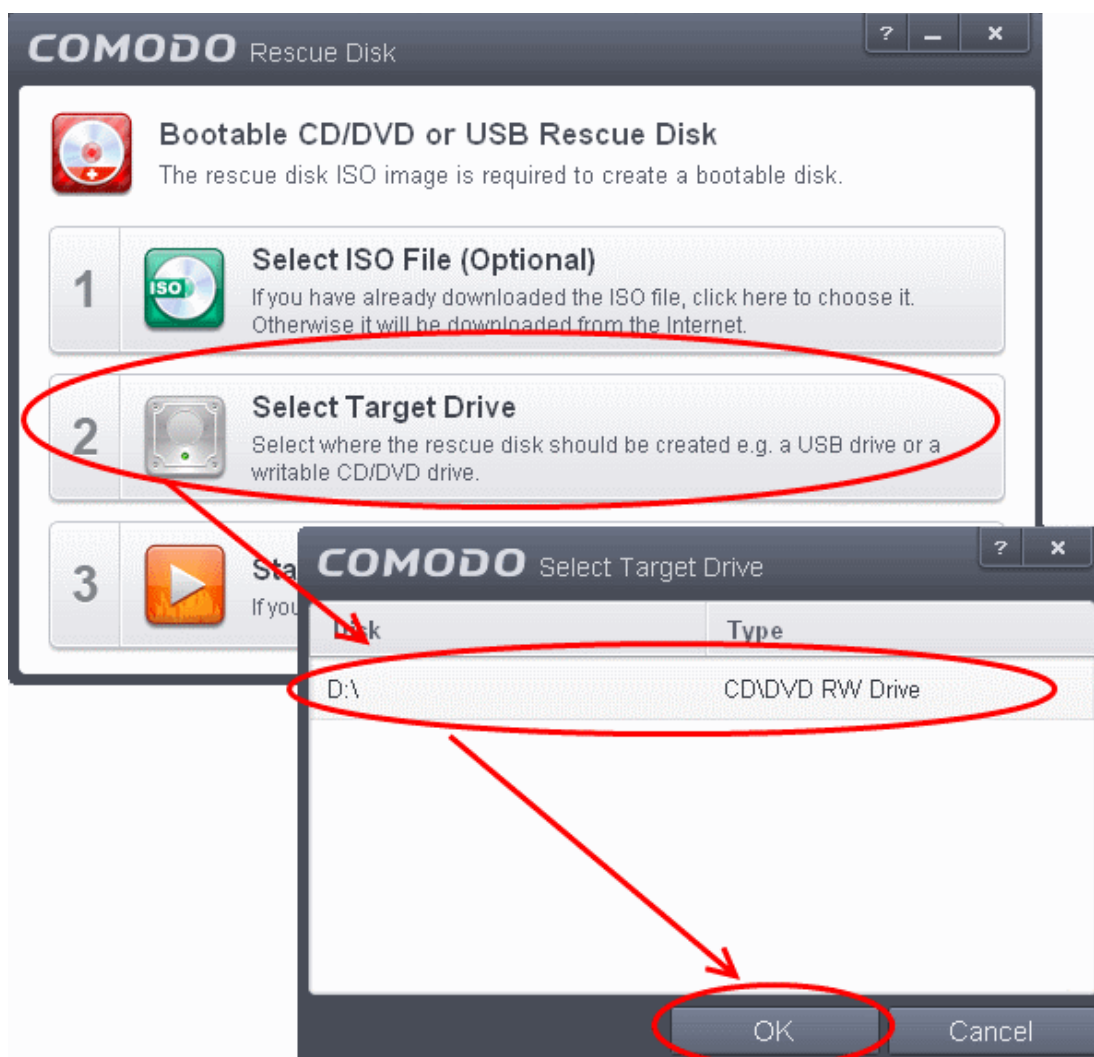 COMODO Rescue Disk
? – ×
Bootable CD/DVD or USB Rescue Disk
The rescue disk ISO image is required to create a bootable disk.
1
ISO
Select ISO File (Optional)
If you have already downloaded the ISO file, click here to choose it.
Otherwise it will be downloaded from the Internet.
2
Select Target Drive
Select where the rescue disk should be created e.g. a USB drive or a
writable CD/DVD drive.
3
Sta
If you
COMODO Select Target Drive
? ×
Disk Type
D:\ CD\DVD RW Drive
OK Cancel